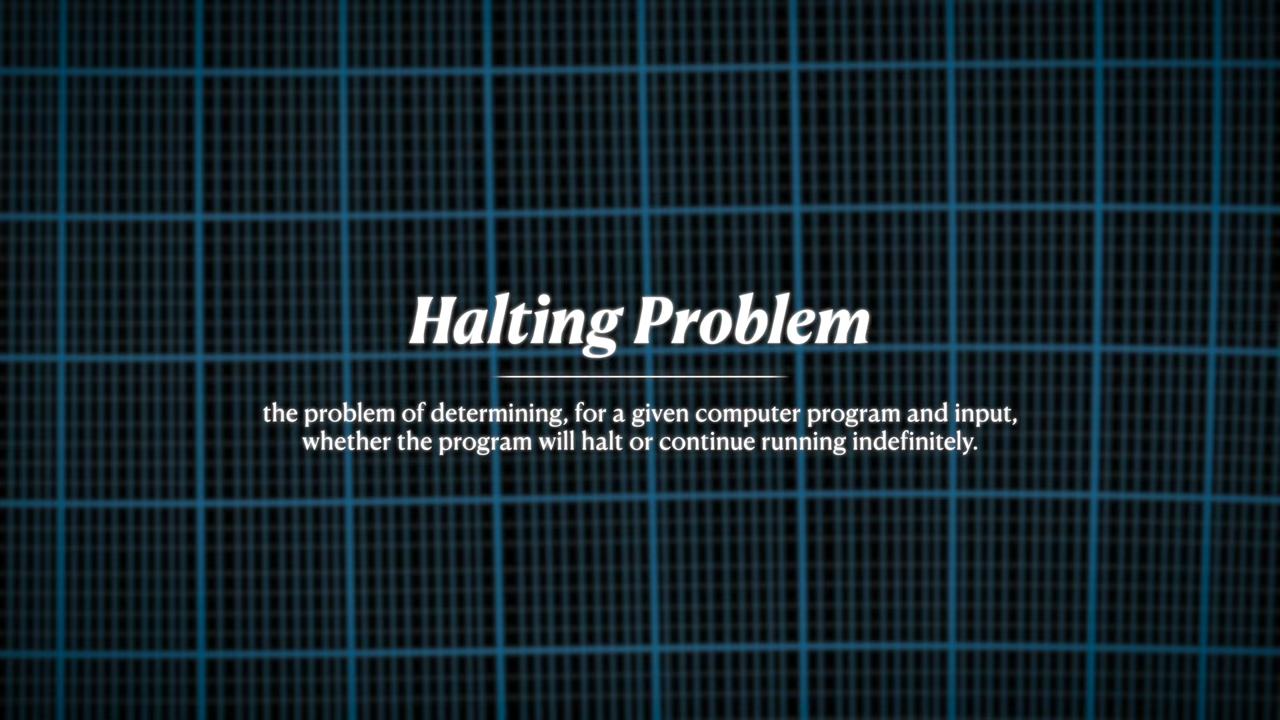 Halting Problem
the problem of determining, for a given computer program and input,
whether the program will halt or continue running indefinitely.